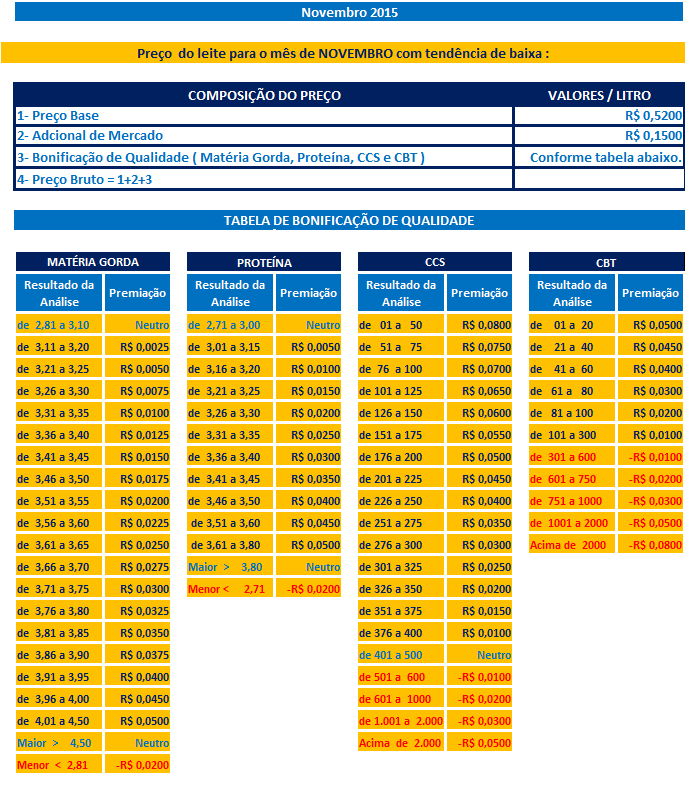 Novembro 2015
Preço do leite para o mês de NOVEMBRO com tendência de baixa :
COMPOSIÇÃO DO PREÇO VALORES / LITRO
1- Preço Base R$ 0,5200
2- Adcional de Mercado R$ 0,1500
3- Bonificação de Qualidade ( Matéria Gorda, Proteína, CCS e CBT ) Conforme tabela abaixo.
4- Preço Bruto = 1+2+3
TABELA DE BONIFICAÇÃO DE QUALIDADE
MATÉRIA GORDA
Resultado da Análise Premiação
de 2,81 a 3,10 Neutro
de 3,11 a 3,20 R$ 0,0025
de 3,21 a 3,25 R$ 0,0050
de 3,26 a 3,30 R$ 0,0075
de 3,31 a 3,35 R$ 0,0100
de 3,36 a 3,40 R$ 0,0125
de 3,41 a 3,45 R$ 0,0150
de 3,46 a 3,50 R$ 0,0175
de 3,51 a 3,55 R$ 0,0200
de 3,56 a 3,60 R$ 0,0225
de 3,61 a 3,65 R$ 0,0250
de 3,66 a 3,70 R$ 0,0275
de 3,71 a 3,75 R$ 0,0300
de 3,76 a 3,80 R$ 0,0325
de 3,81 a 3,85 R$ 0,0350
de 3,86 a 3,90 R$ 0,0375
de 3,91 a 3,95 R$ 0,0400
de 3,96 a 4,00 R$ 0,0450
de 4,01 a 4,50 R$ 0,0500
Maior > 4,50 Neutro
Menor < 2,81 -R$ 0,0200
PROTEÍNA
Resultado da Análise Premiação
de 2,71 a 3,00 Neutro
de 3,01 a 3,15 R$ 0,0050
de 3,16 a 3,20 R$ 0,0100
de 3,21 a 3,25 R$ 0,0150
de 3,26 a 3,30 R$ 0,0200
de 3,31 a 3,35 R$ 0,0250
de 3,36 a 3,40 R$ 0,0300
de 3,41 a 3,45 R$ 0,0350
de 3,46 a 3,50 R$ 0,0400
de 3,51 a 3,60 R$ 0,0450
de 3,61 a 3,80 R$ 0,0500
Maior > 3,80 Neutro
Menor < 2,71 -R$ 0,0200
CCS
Resultado da Análise Premiação
de 01 a 50 R$ 0,0800
de 51 a 75 R$ 0,0750
de 76 a 100 R$ 0,0700
de 101 a 125 R$ 0,0650
de 126 a 150 R$ 0,0600
de 151 a 175 R$ 0,0550
de 176 a 200 R$ 0,0500
de 201 a 225 R$ 0,0450
de 226 a 250 R$ 0,0400
de 251 a 275 R$ 0,0350
de 276 a 300 R$ 0,0300
de 301 a 325 R$ 0,0250
de 326 a 350 R$ 0,0200
de 351 a 375 R$ 0,0150
de 376 a 400 R$ 0,0100
de 401 a 500 Neutro
de 501 a 600 -R$ 0,0100
de 601 a 1000 -R$ 0,0200
de 1.001 a 2.000 -R$ 0,0300
Acima de 2.000 -R$ 0,0500
CBT
Resultado da Análise Premiação
de 01 a 20 R$ 0,0500
de 21 a 40 R$ 0,0450
de 41 a 60 R$ 0,0400
de 61 a 80 R$ 0,0300
de 81 a 100 R$ 0,0200
de 101 a 300 R$ 0,0100
de 301 a 600 -R$ 0,0100
de 601 a 750 -R$ 0,0200
de 751 a 1000 -R$ 0,0300
de 1001 a 2000 -R$ 0,0500
Acima de 2000 -R$ 0,0800